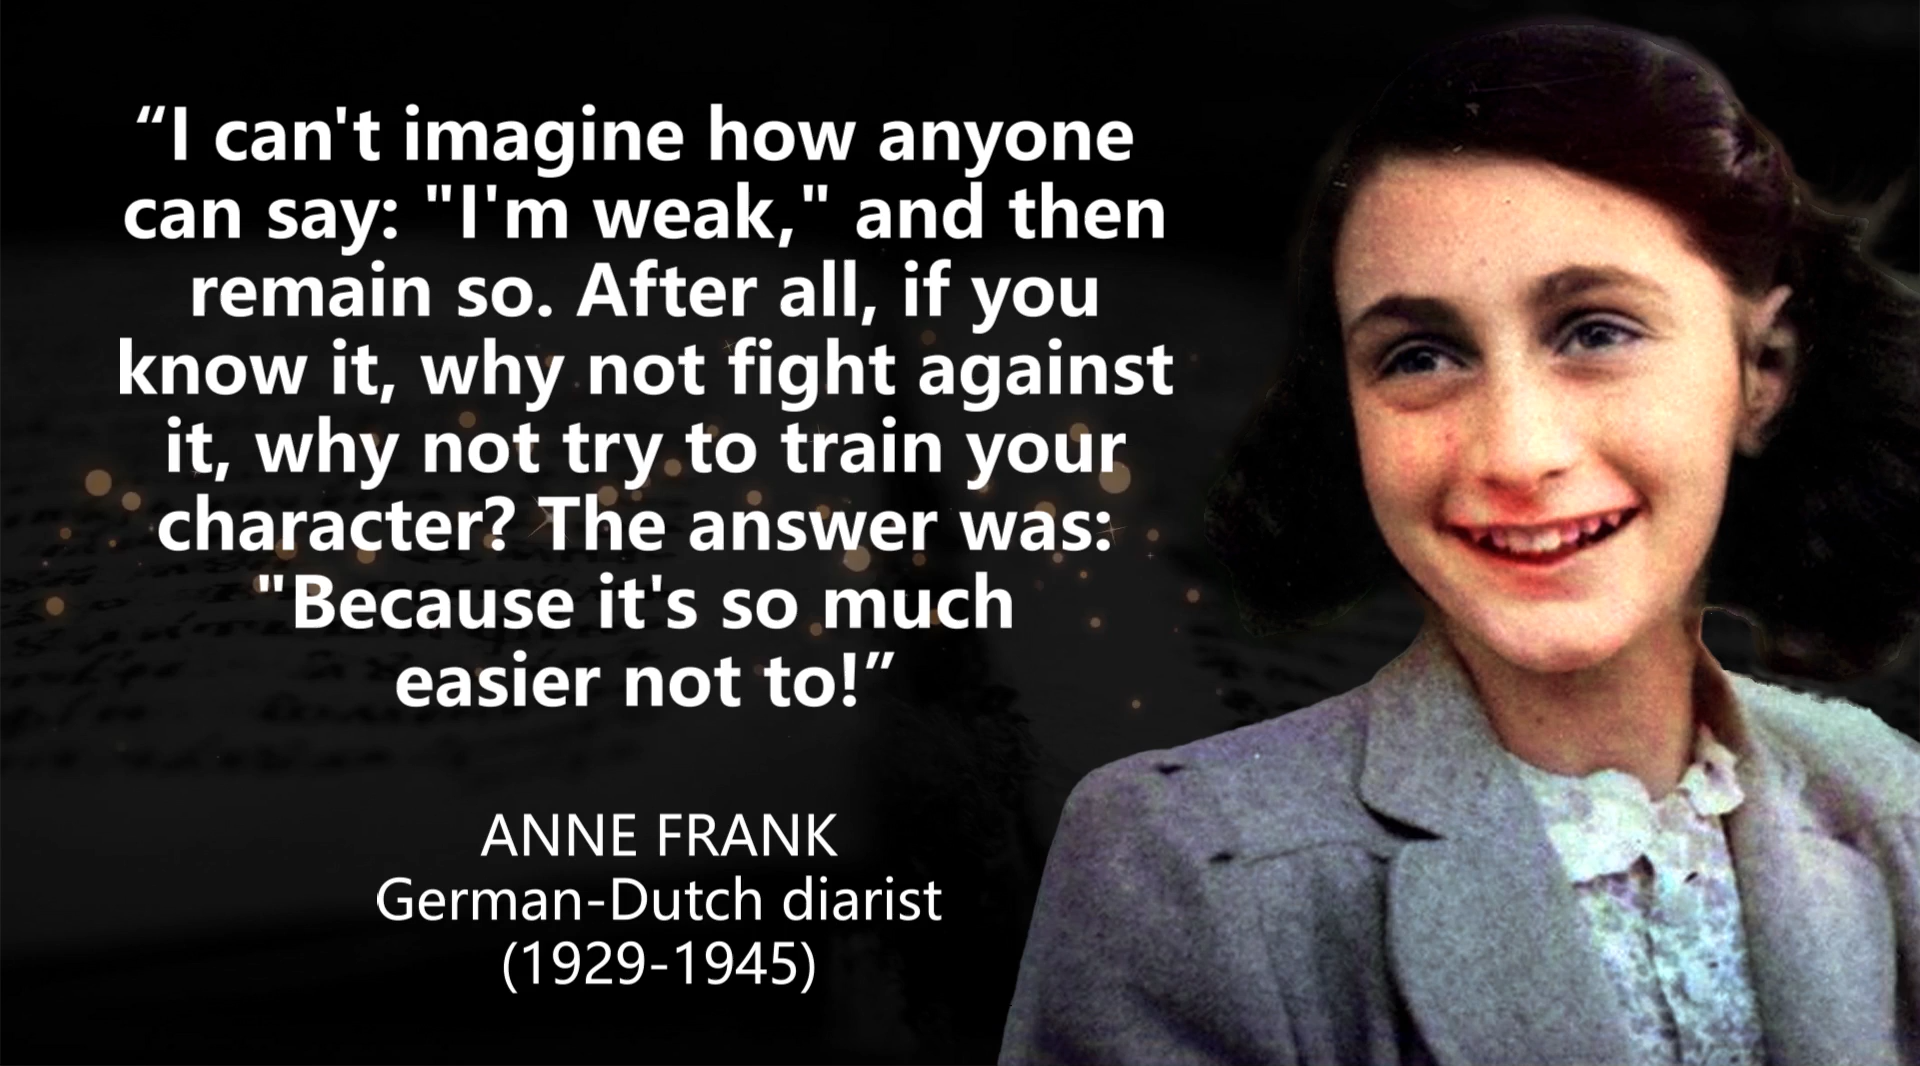 “I can't imagine how anyone
can say: "I'm weak," and then
remain so. After all, if you
know it, why not fight against
it, why not try to train your
character? The answer was:
"Because it's so much
easier not to!”
ANNE FRANK
German-Dutch diarist
(1929-1945)